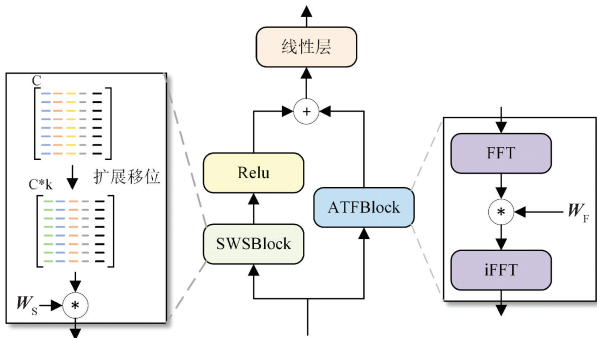 线性层
+
C
扩展移位
C*k
W_S
*
Relu
SWSBlock
ATFBlock
FFT
*
W_F
iFFT